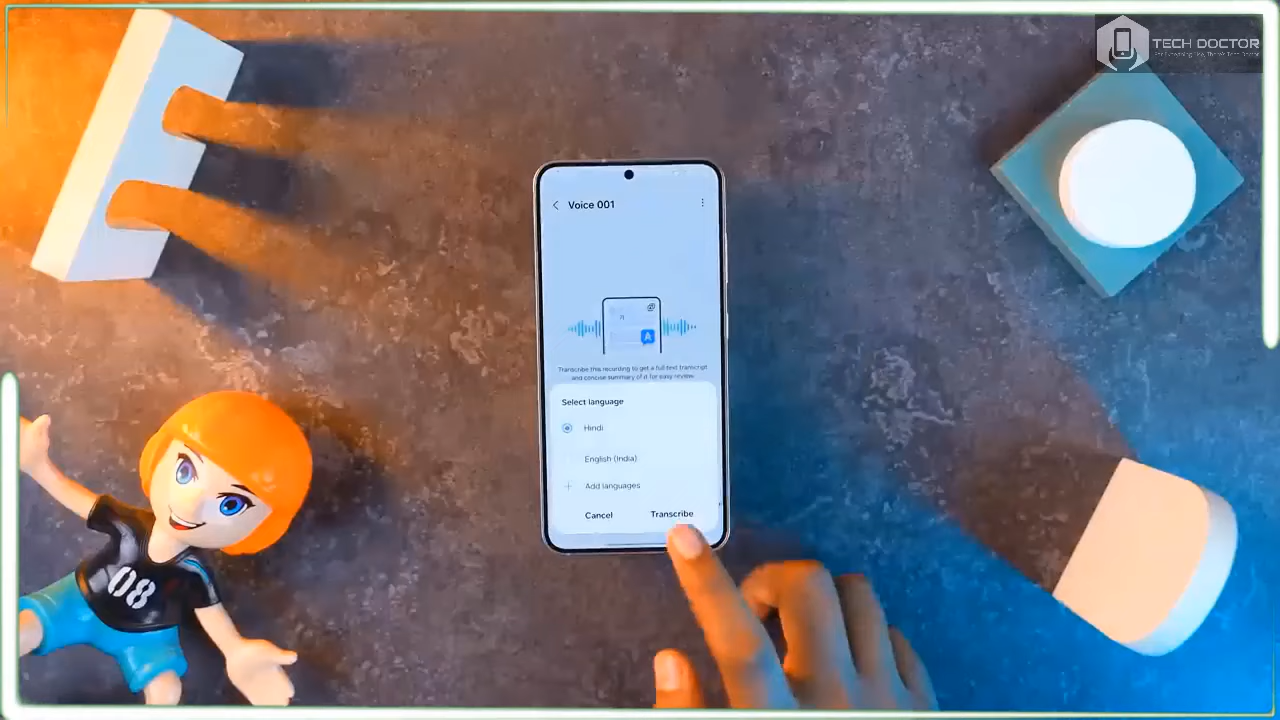 TECH DOCTOR
Voice 001
Transcribe this recording to get a full text transcript
and concise summary of it for easy review.
Select language
Hindi
English (India)
+ Add languages
Cancel
Transcribe
08